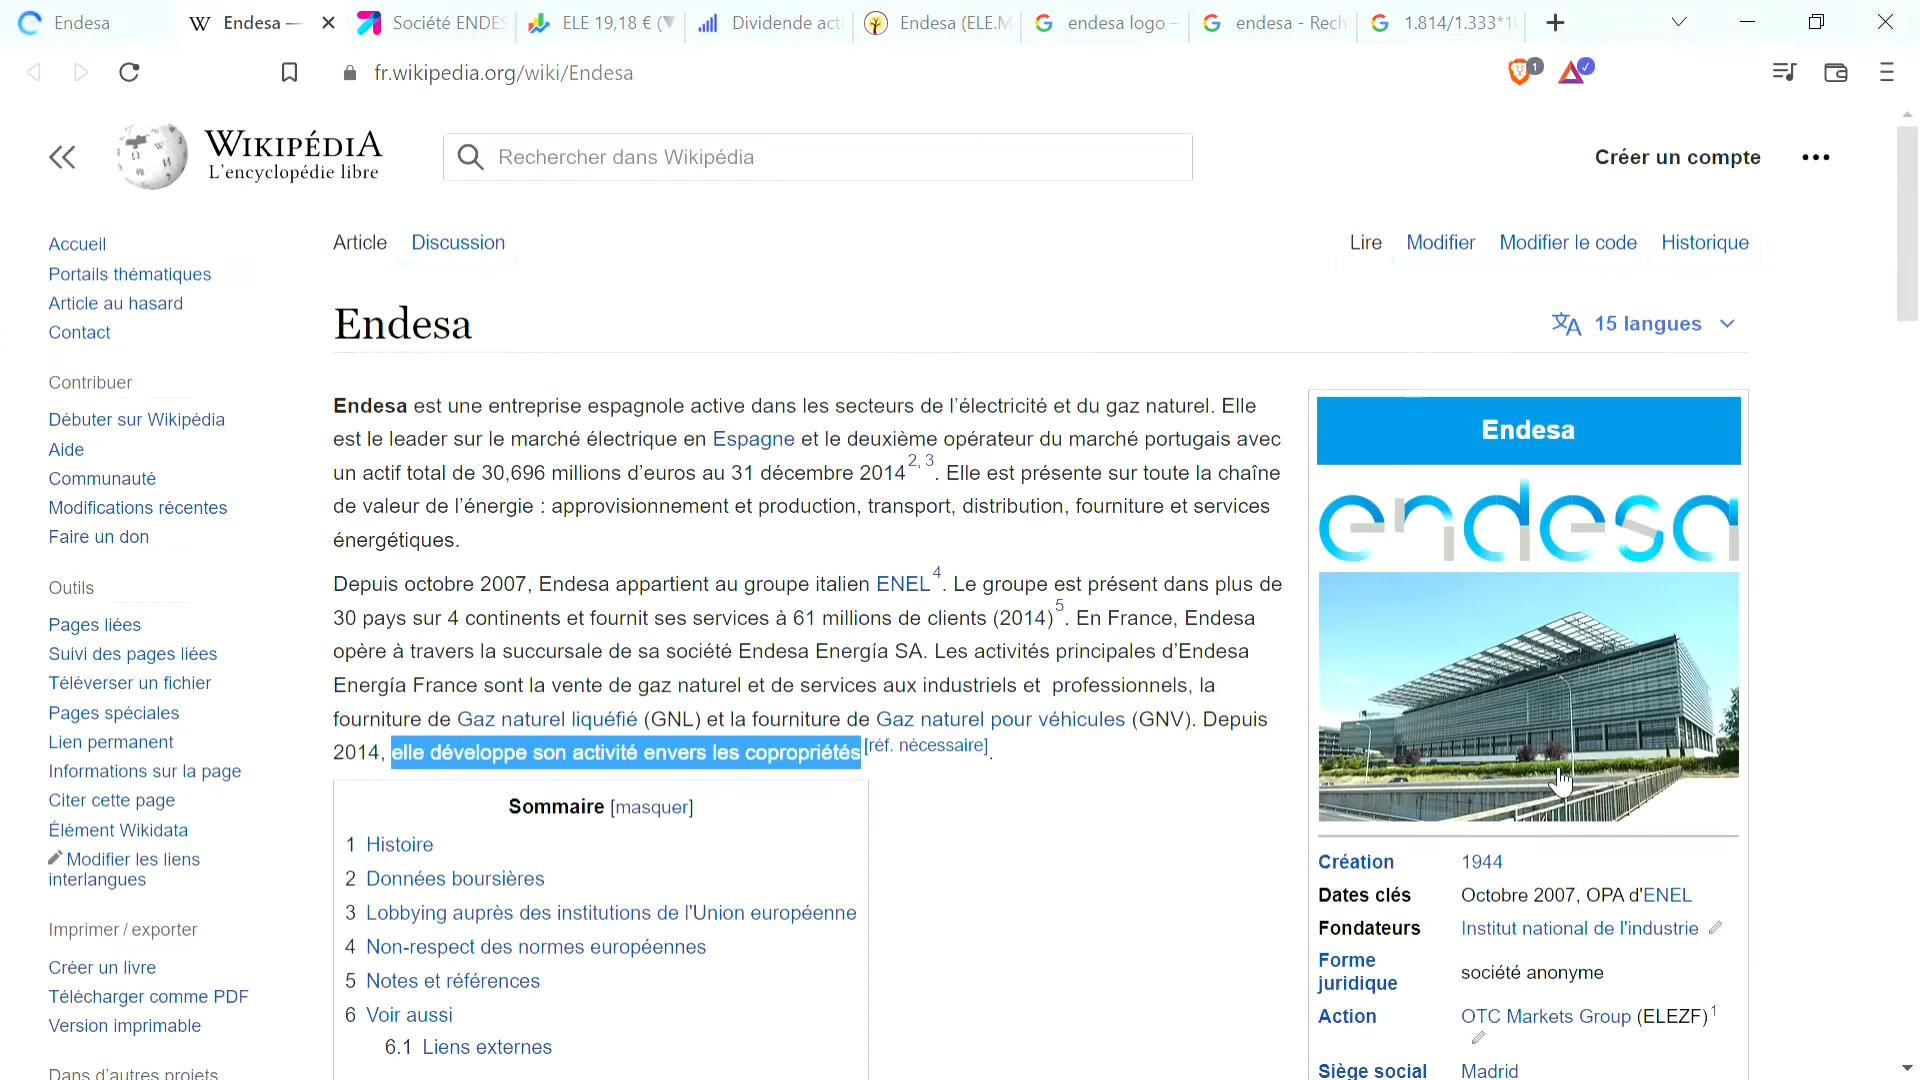 Endesa
Endesa —
Société ENDES
ELE 19,18 € (▼
Dividende acti
Endesa (ELE.M
endesa logo -
endesa - Rech
1.814/1.333*1
fr.wikipedia.org/wiki/Endesa
1
WIKIPÉDIA
L'encyclopédie libre
Rechercher dans Wikipédia
Créer un compte
Accueil
Portails thématiques
Article au hasard
Contact
Contribuer
Débuter sur Wikipédia
Aide
Communauté
Modifications récentes
Faire un don
Outils
Pages liées
Suivi des pages liées
Téléverser un fichier
Pages spéciales
Lien permanent
Informations sur la page
Citer cette page
Élément Wikidata
Modifier les liens
interlangues
Imprimer / exporter
Créer un livre
Télécharger comme PDF
Version imprimable
Dans d'autres projets
Article Discussion
Lire Modifier Modifier le code Historique
Endesa
15 langues
Endesa est une entreprise espagnole active dans les secteurs de l'électricité et du gaz naturel. Elle
est le leader sur le marché électrique en Espagne et le deuxième opérateur du marché portugais avec
un actif total de 30,696 millions d'euros au 31 décembre 2014 2, 3. Elle est présente sur toute la chaîne
de valeur de l'énergie : approvisionnement et production, transport, distribution, fourniture et services
énergétiques.
Depuis octobre 2007, Endesa appartient au groupe italien ENEL 4. Le groupe est présent dans plus de
30 pays sur 4 continents et fournit ses services à 61 millions de clients (2014) 5. En France, Endesa
opère à travers la succursale de sa société Endesa Energía SA. Les activités principales d'Endesa
Energía France sont la vente de gaz naturel et de services aux industriels et professionnels, la
fourniture de Gaz naturel liquéfié (GNL) et la fourniture de Gaz naturel pour véhicules (GNV). Depuis
2014, elle développe son activité envers les copropriétés [réf. nécessaire].
Sommaire [masquer]
1 Histoire
2 Données boursières
3 Lobbying auprès des institutions de l'Union européenne
4 Non-respect des normes européennes
5 Notes et références
6 Voir aussi
6.1 Liens externes
Endesa
endesa
Création 1944
Dates clés Octobre 2007, OPA d'ENEL
Fondateurs Institut national de l'industrie
Forme
juridique société anonyme
Action OTC Markets Group (ELEZF) 1
Siège social Madrid